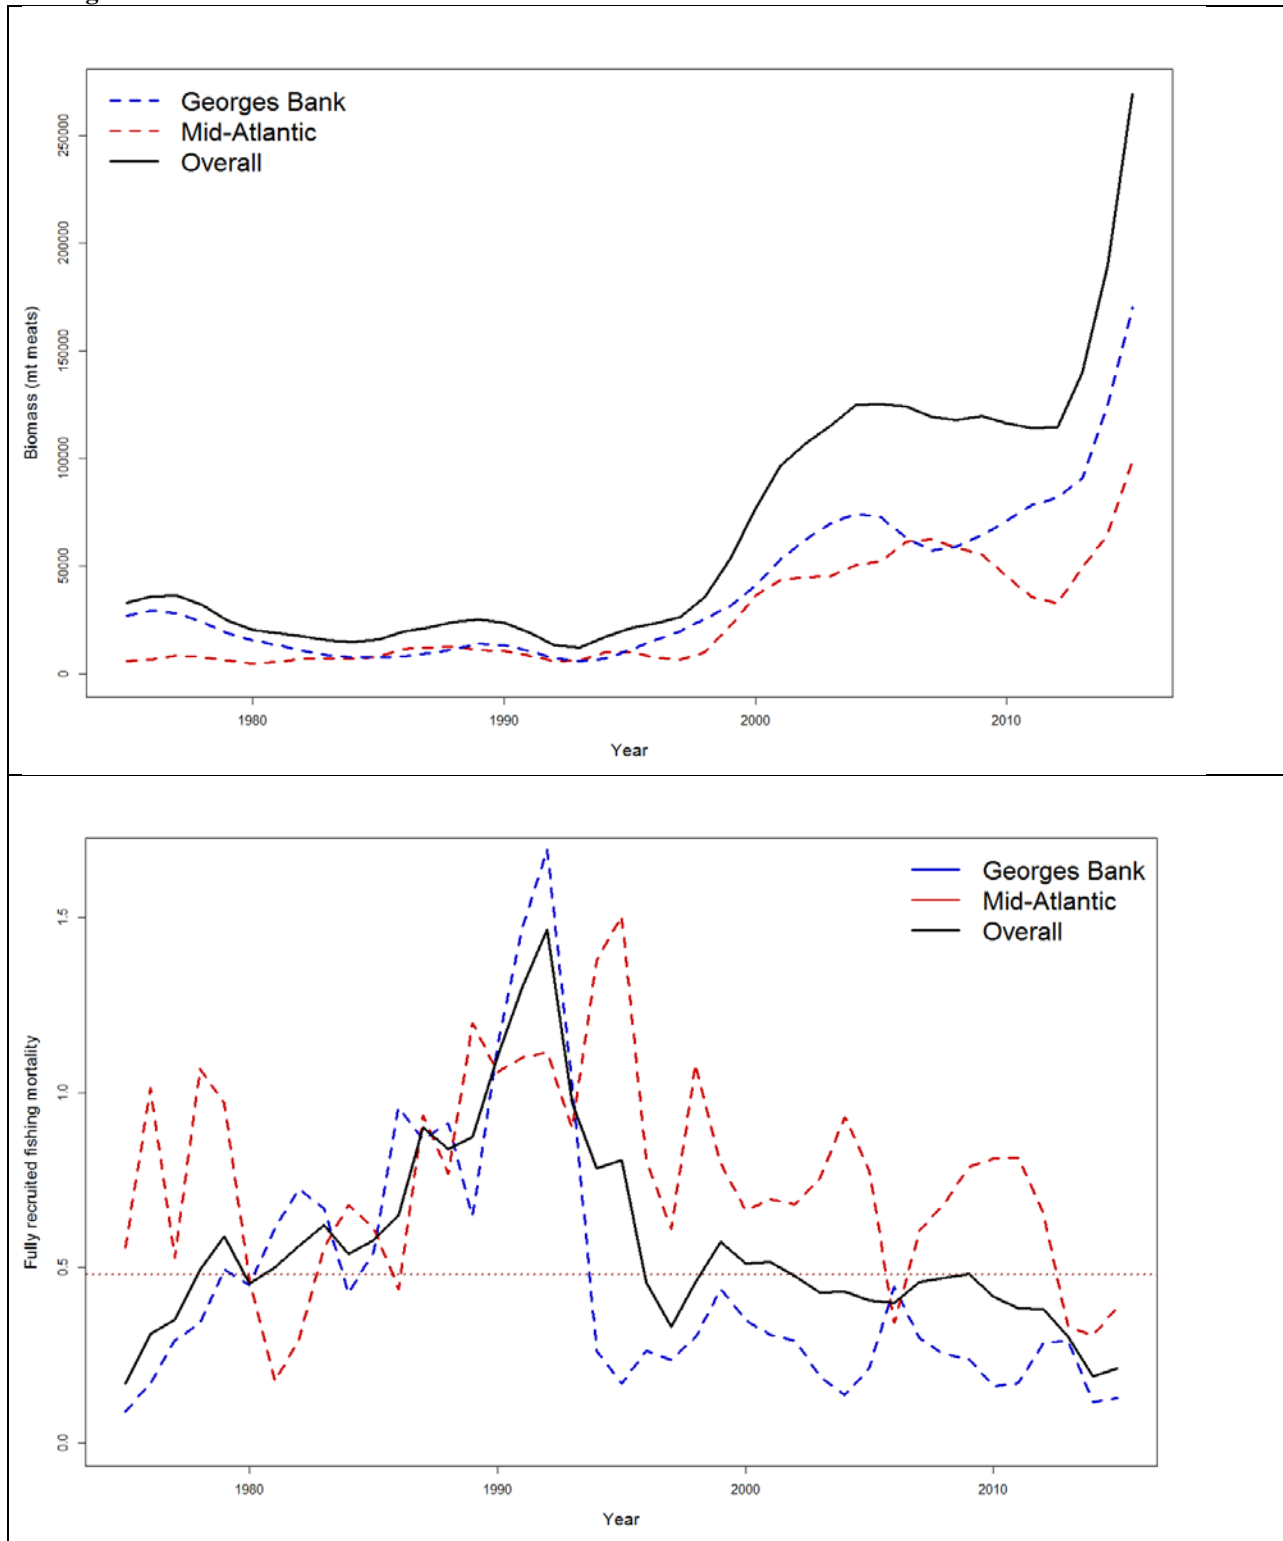 Georges Bank
Mid-Atlantic
Overall
250000
200000
150000
100000
50000
0
Biomass (mt meats)
1980 1990 2000 2010
Year
Georges Bank
Mid-Atlantic
Overall
1.5
1.0
0.5
0.0
Fully recruited fishing mortality
1980 1990 2000 2010
Year